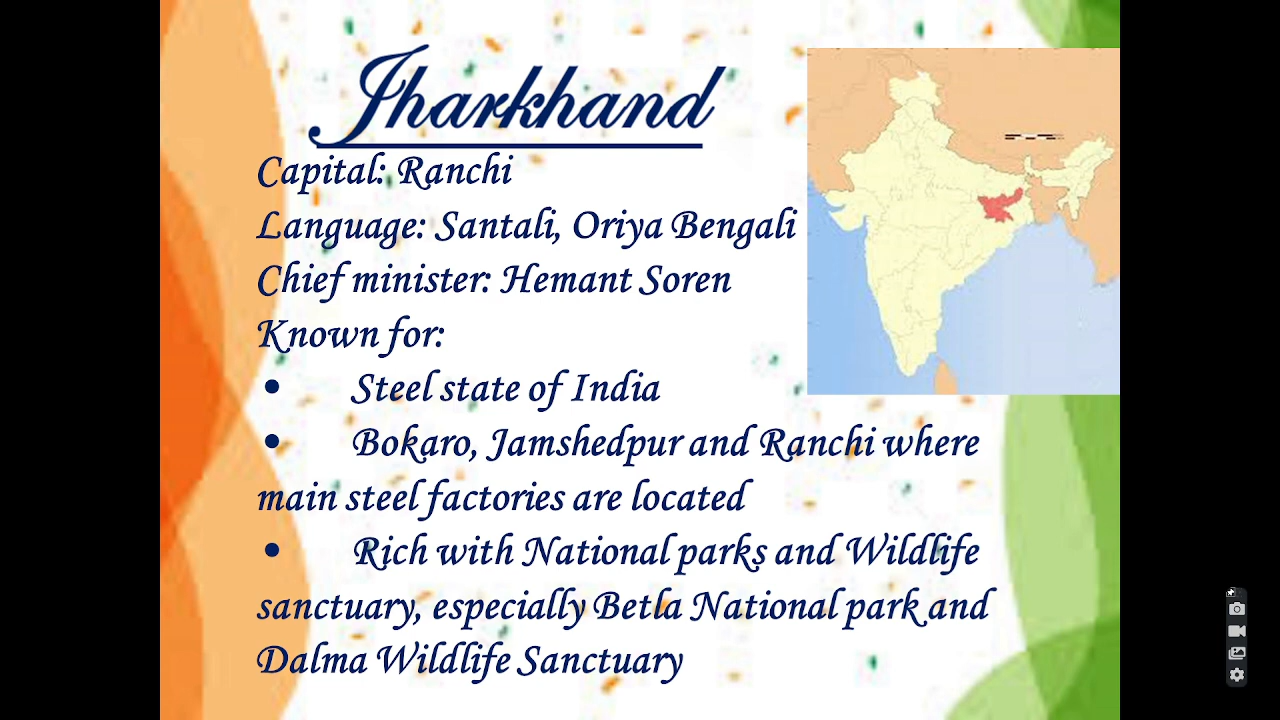 Jharkhand
Capital: Ranchi
Language: Santali, Oriya Bengali
Chief minister: Hemant Soren
Known for:
• Steel state of India
• Bokaro, Jamshedpur and Ranchi where
main steel factories are located
• Rich with National parks and Wildlife
sanctuary, especially Betla National park and
Dalma Wildlife Sanctuary